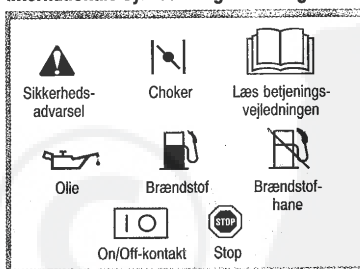 Sikkerheds-
advarsel
Choker
Læs betjenings-
vejledningen
Olie
Brændstof
Brændstof-
hane
STOP
On/Off-kontakt
Stop